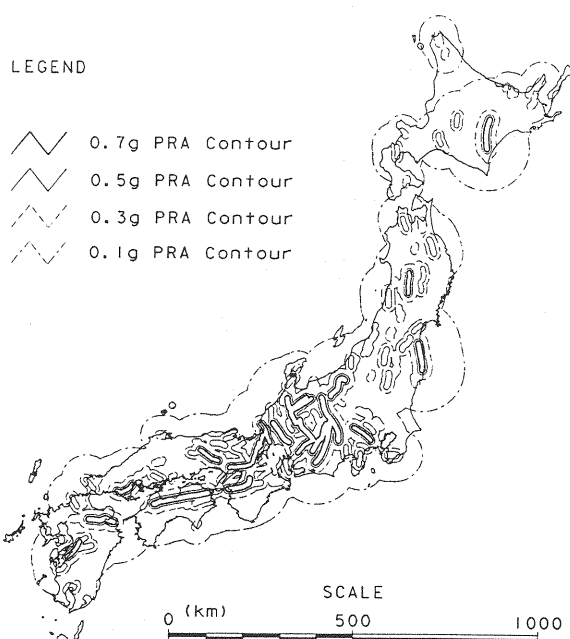 LEGEND
0.7g PRA Contour
0.5g PRA Contour
0.3g PRA Contour
0.1g PRA Contour
SCALE
(km)
0 500 1000